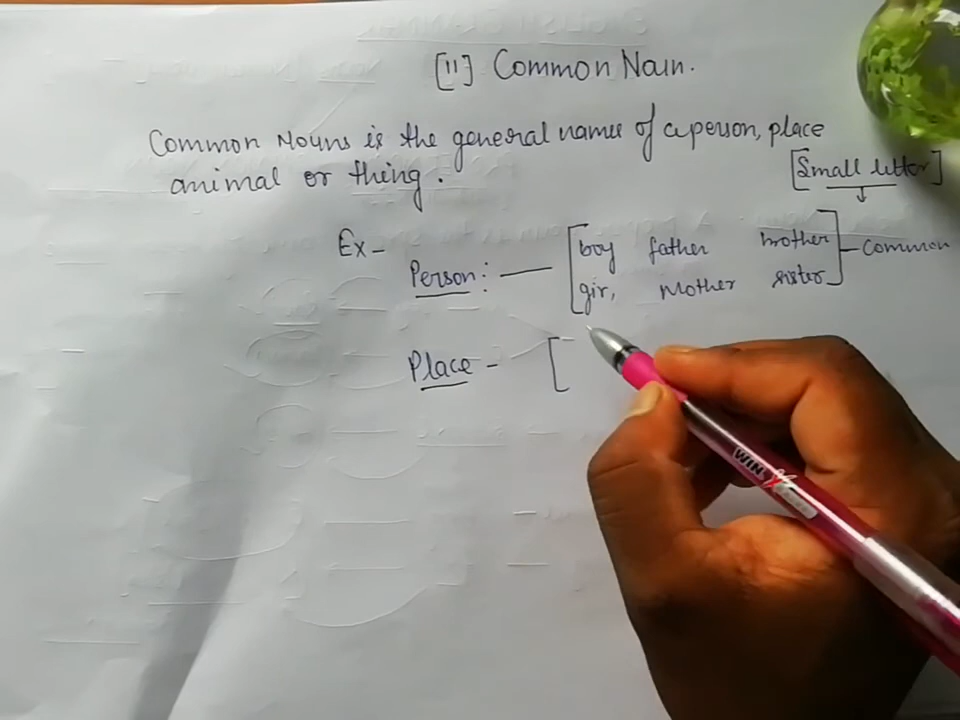 [11] Common Noun.
Common Nouns is the general name of a person, place
animal or thing.
[Small letter]
Ex-
Person: — [boy father brother] — Common
gir, Mother sister
Place - [
WIN